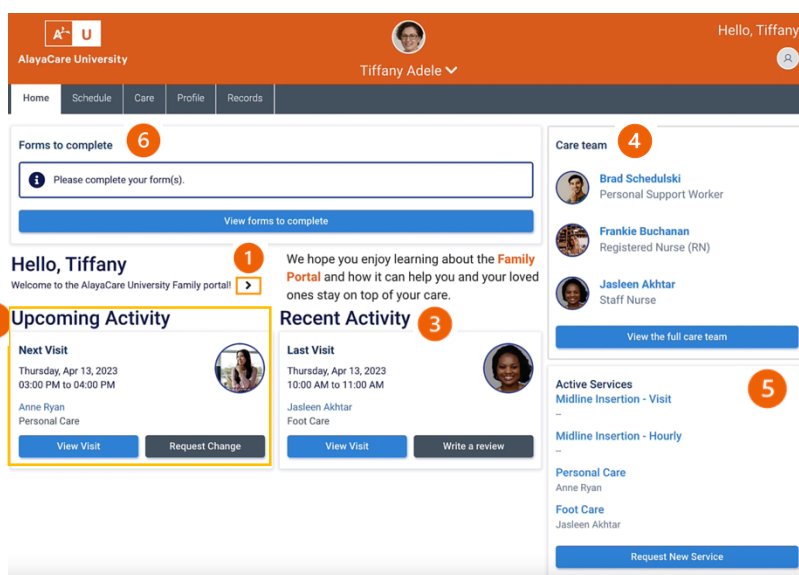 A²- U
AlayaCare University
Tiffany Adele
Hello, Tiffany
Home Schedule Care Profile Records
Forms to complete
6
Please complete your form(s).
View forms to complete
Hello, Tiffany
1
Welcome to the AlayaCare University Family portal!
We hope you enjoy learning about the Family
Portal and how it can help you and your loved
ones stay on top of your care.
Upcoming Activity
Next Visit
Thursday, Apr 13, 2023
03:00 PM to 04:00 PM
Anne Ryan
Personal Care
View Visit Request Change
Recent Activity
3
Last Visit
Thursday, Apr 13, 2023
10:00 AM to 11:00 AM
Jasleen Akhtar
Foot Care
View Visit Write a review
Care team
4
Brad Schedulski
Personal Support Worker
Frankie Buchanan
Registered Nurse (RN)
Jasleen Akhtar
Staff Nurse
View the full care team
Active Services
5
Midline Insertion - Visit
–
Midline Insertion - Hourly
–
Personal Care
Anne Ryan
Foot Care
Jasleen Akhtar
Request New Service